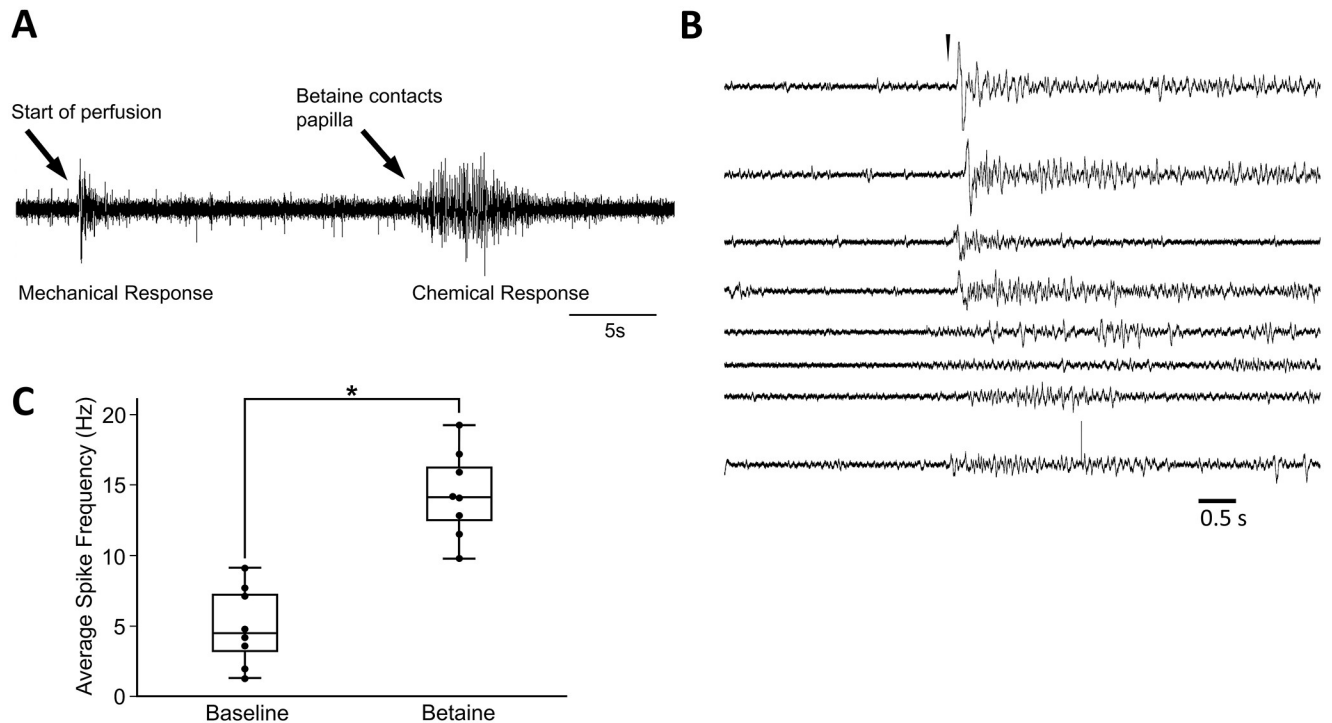 A
Start of perfusion
Betaine contacts
papilla
Mechanical Response
Chemical Response
5s
B
0.5 s
C
*
Average Spike Frequency (Hz)
20
15
10
5
0
Baseline
Betaine